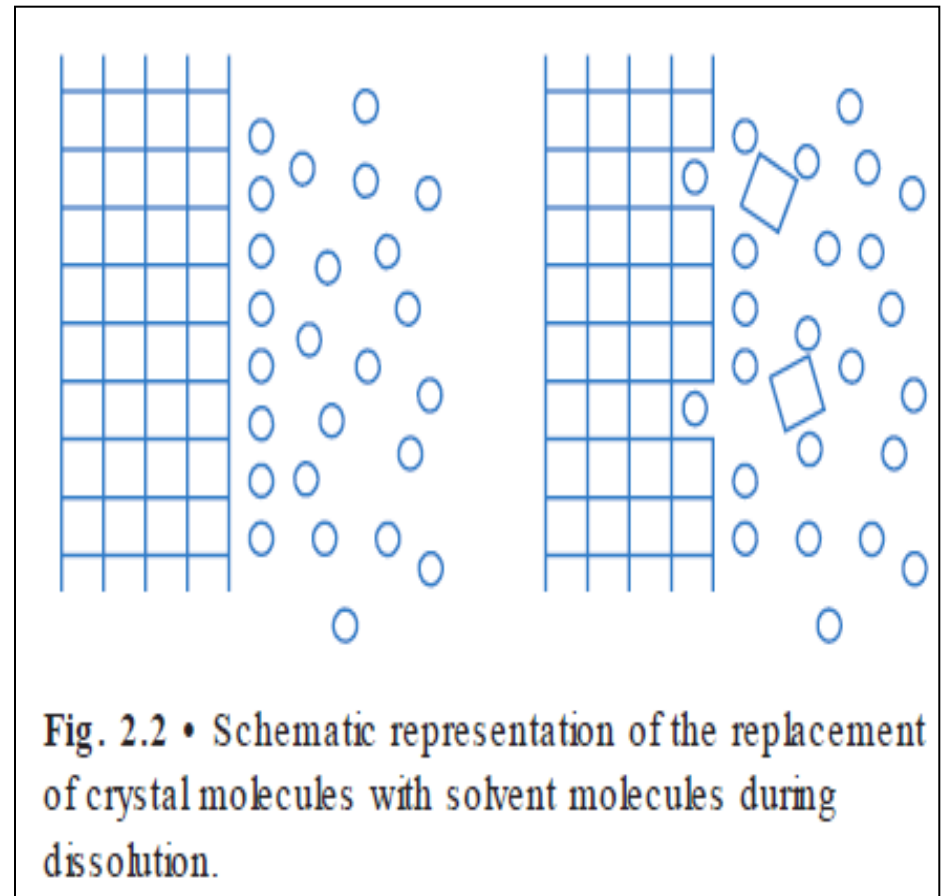 Fig. 2.2 • Schematic representation of the replacement
of crystal molecules with solvent molecules during
dissolution.